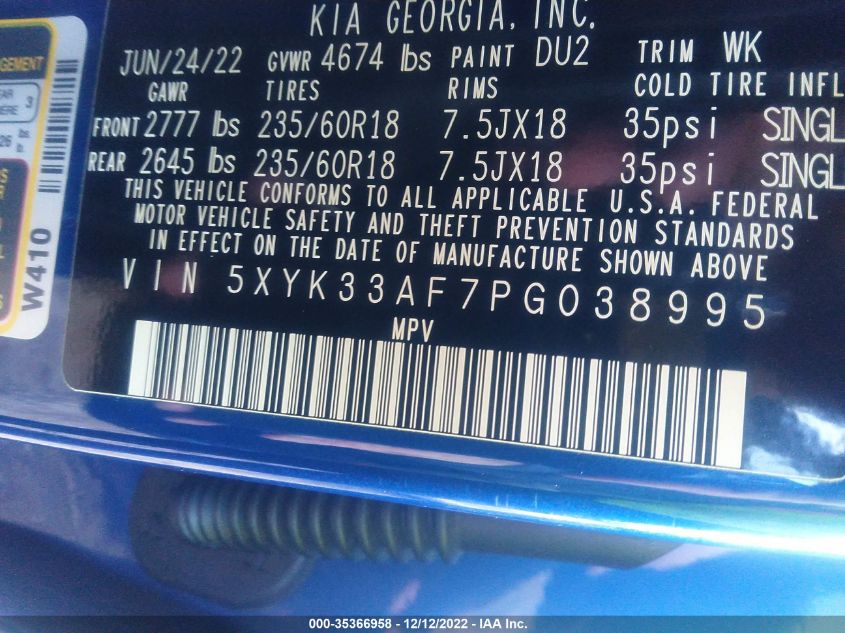 KIA GEORGIA, INC.
JUN/24/22 GVWR 4674 lbs PAINT DU2 TRIM WK
GAWR TIRES RIMS COLD TIRE INFL
FRONT 2777 lbs 235/60R18 7.5JX18 35psi SINGL
REAR 2645 lbs 235/60R18 7.5JX18 35psi SINGL
THIS VEHICLE CONFORMS TO ALL APPLICABLE U.S.A. FEDERAL
MOTOR VEHICLE SAFETY AND THEFT PREVENTION STANDARDS
IN EFFECT ON THE DATE OF MANUFACTURE SHOWN ABOVE
VIN 5XYK33AF7PG038995
MPV
3
26 lbs
W410
000-35366958 - 12/12/2022 - IAA Inc.